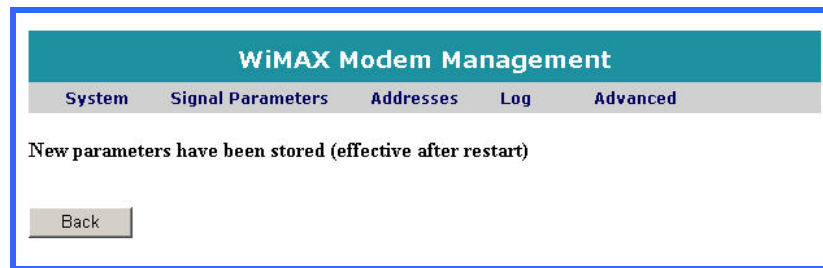 WiMAX Modem Management
System Signal Parameters Addresses Log Advanced
New parameters have been stored (effective after restart)
Back